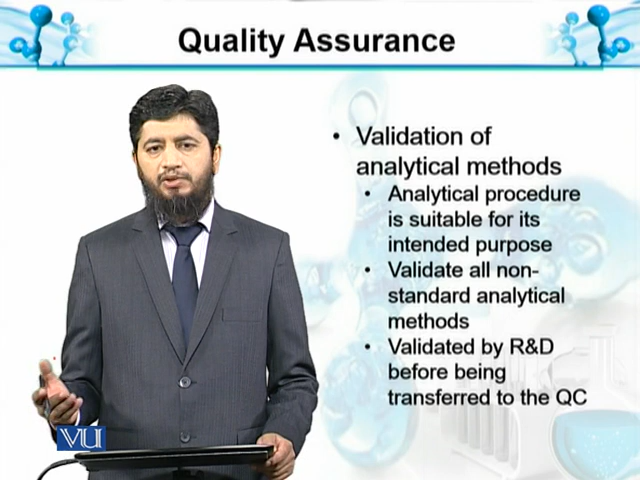 Quality Assurance
• Validation of
analytical methods
• Analytical procedure
is suitable for its
intended purpose
• Validate all non-
standard analytical
methods
• Validated by R&D
before being
transferred to the QC
VU